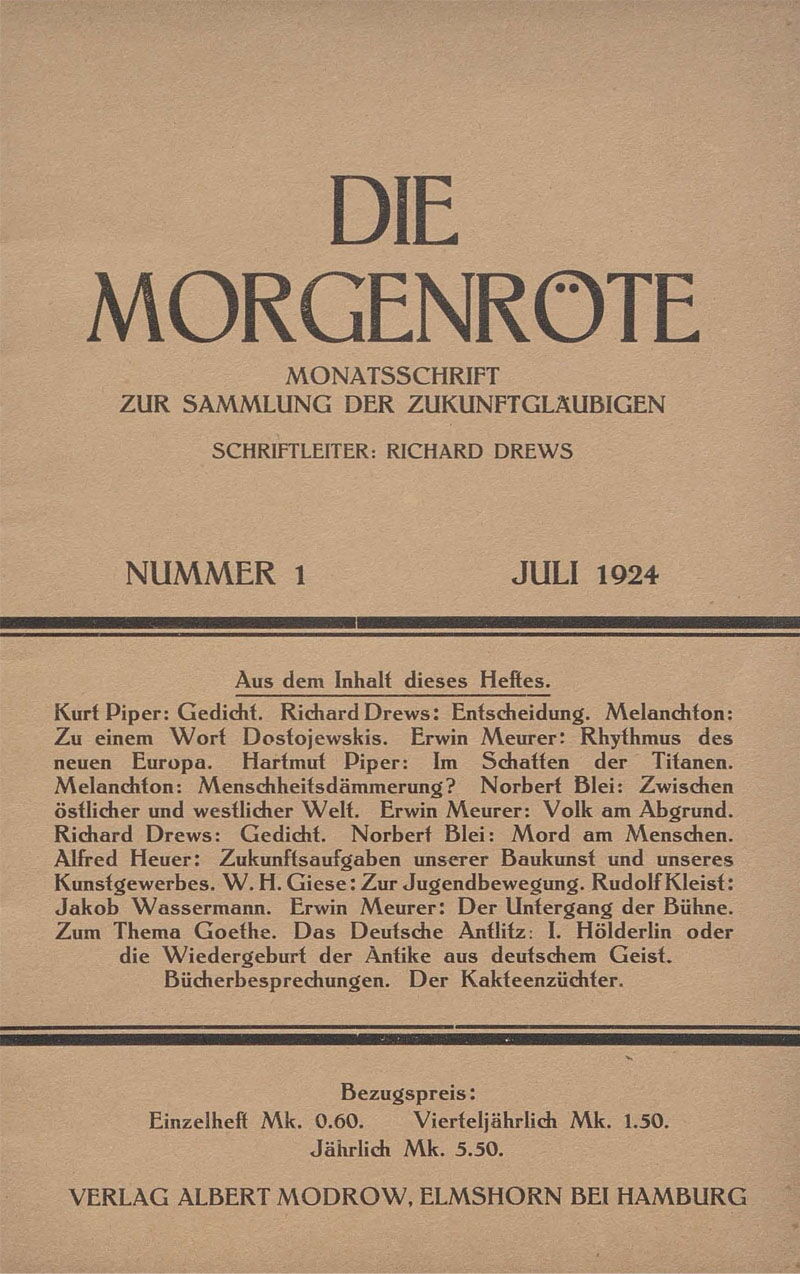 DIE
MORGENRÖTE
MONATSSCHRIFT
ZUR SAMMLUNG DER ZUKUNFTGLÄUBIGEN
SCHRIFTLEITER: RICHARD DREWS
NUMMER 1 JULI 1924
Aus dem Inhalt dieses Heftes.
Kurt Piper: Gedicht. Richard Drews: Entscheidung. Melanchton:
Zu einem Wort Dostojewskis. Erwin Meurer: Rhythmus des
neuen Europa. Hartmut Piper: Im Schatten der Titanen.
Melanchton: Menschheitsdämmerung? Norbert Blei: Zwischen
östlicher und westlicher Welt. Erwin Meurer: Volk am Abgrund.
Richard Drews: Gedicht. Norbert Blei: Mord am Menschen.
Alfred Heuer: Zukunftsaufgaben unserer Baukunst und unseres
Kunstgewerbes. W. H. Giese: Zur Jugendbewegung. Rudolf Kleist:
Jakob Wassermann. Erwin Meurer: Der Untergang der Bühne.
Zum Thema Goethe. Das Deutsche Antlitz: I. Hölderlin oder
die Wiedergeburt der Antike aus deutschem Geist.
Bücherbesprechungen. Der Kakteenzüchter.
Bezugspreis:
Einzelheft Mk. 0.60. Vierteljährlich Mk. 1.50.
Jährlich Mk. 5.50.
VERLAG ALBERT MODROW, ELMSHORN BEI HAMBURG